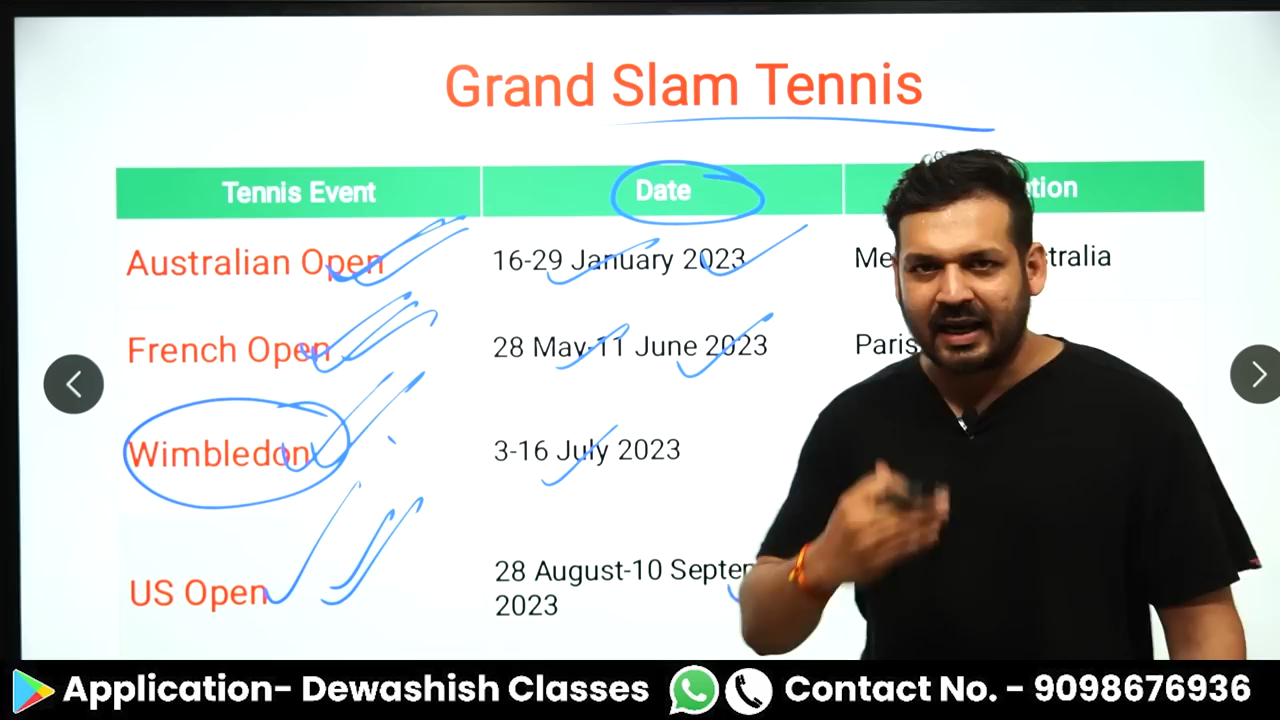 Grand Slam Tennis
Tennis Event Date
Australian Open 16-29 January 2023
French Open 28 May-11 June 2023 Paris
Wimbledon 3-16 July 2023
US Open 28 August-10
2023
Application- Dewashish Classes Contact No. - 9098676936